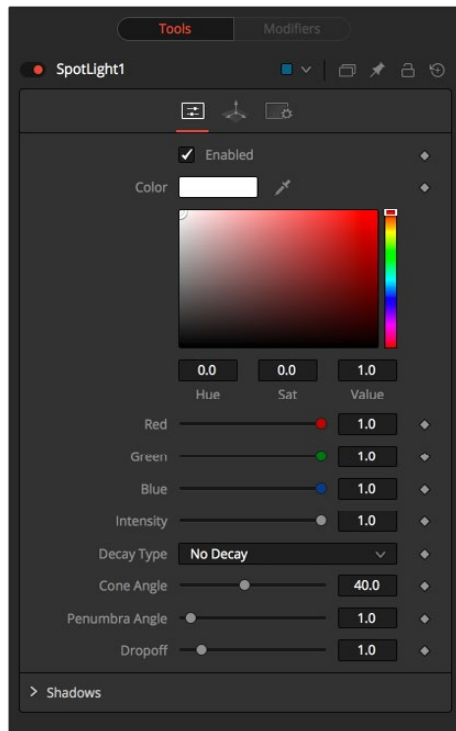 Tools Modifiers
SpotLight1
Enabled
Color
0.0 0.0 1.0
Hue Sat Value
Red 1.0
Green 1.0
Blue 1.0
Intensity 1.0
Decay Type No Decay
Cone Angle 40.0
Penumbra Angle 1.0
Dropoff 1.0
Shadows